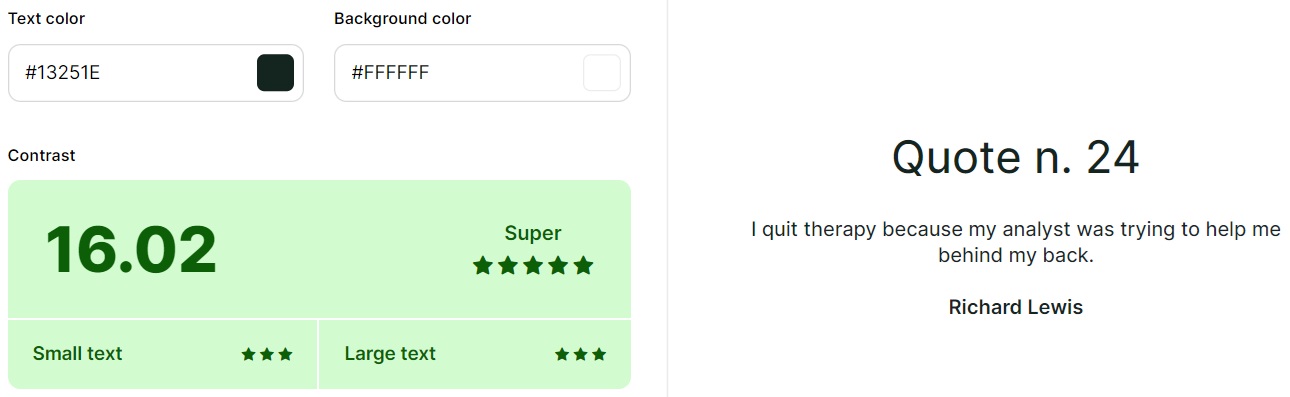 Text color
Background color
#13251E
#FFFFFF
Contrast
16.02
Super
Small text
Large text
Quote n. 24
I quit therapy because my analyst was trying to help me
behind my back.
Richard Lewis